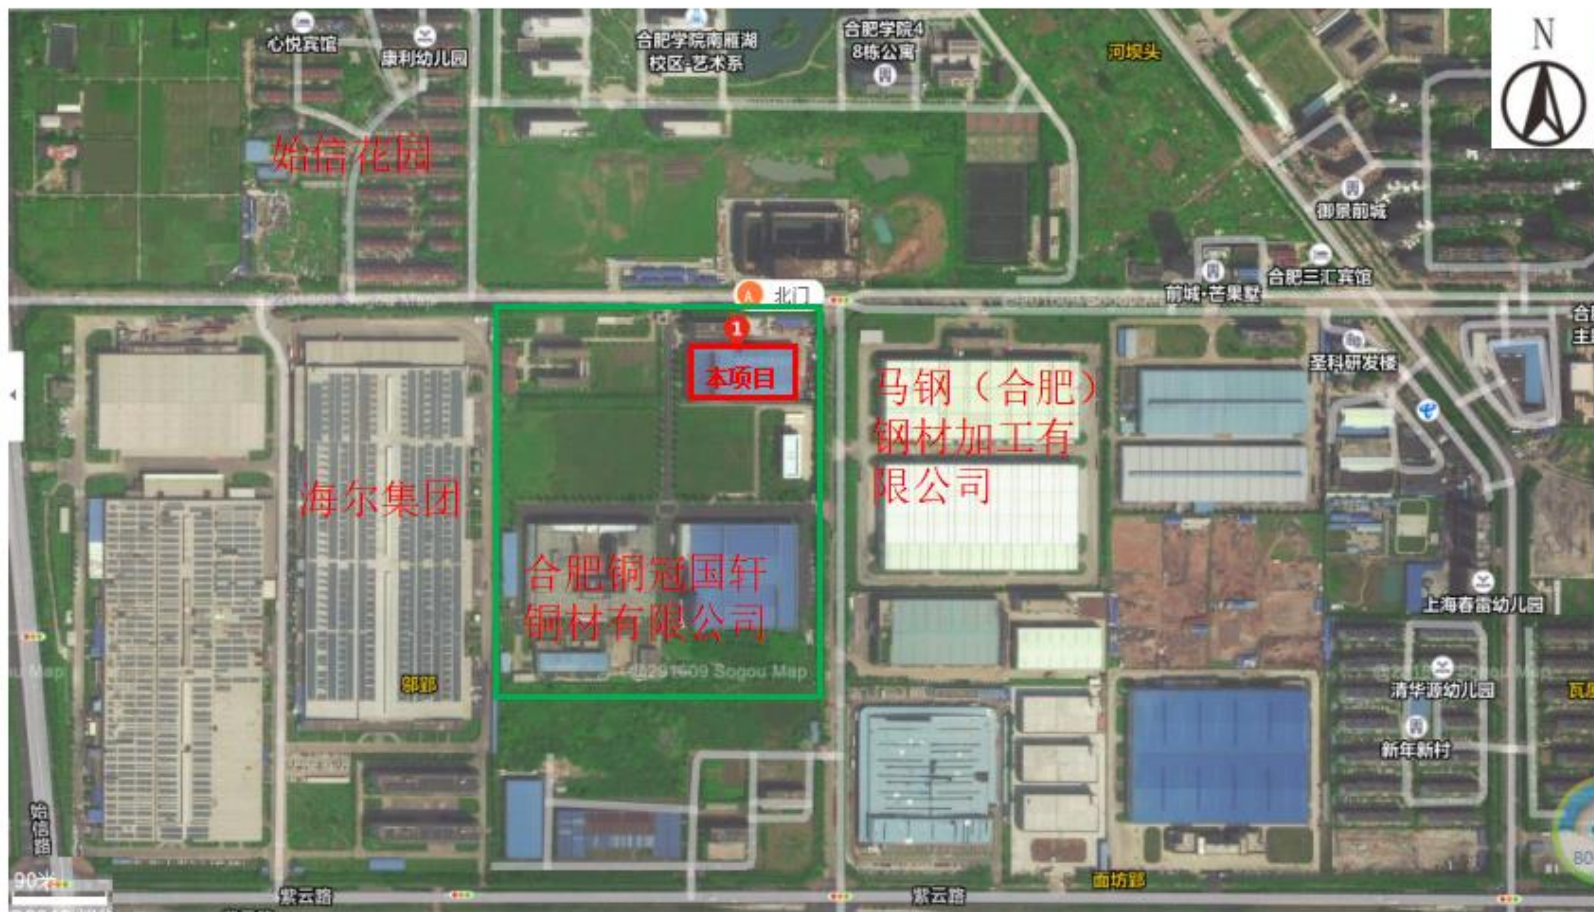 心悦宾馆
康利幼儿园
合肥学院南雁湖
校区-艺术系
合肥学院4
8栋公寓
河坝头
N
始信花园
御景前城
合肥三汇宾馆
前城·芒果墅
A 北门
1
本项目
圣科研发楼
马钢（合肥）
钢材加工有
限公司
海尔集团
合肥铜冠国轩
铜材有限公司
上海春雷幼儿园
邬郢
Sogou Map
清华源幼儿园
新年新村
始信路
90米
紫云路
紫云路
面坊郢
80